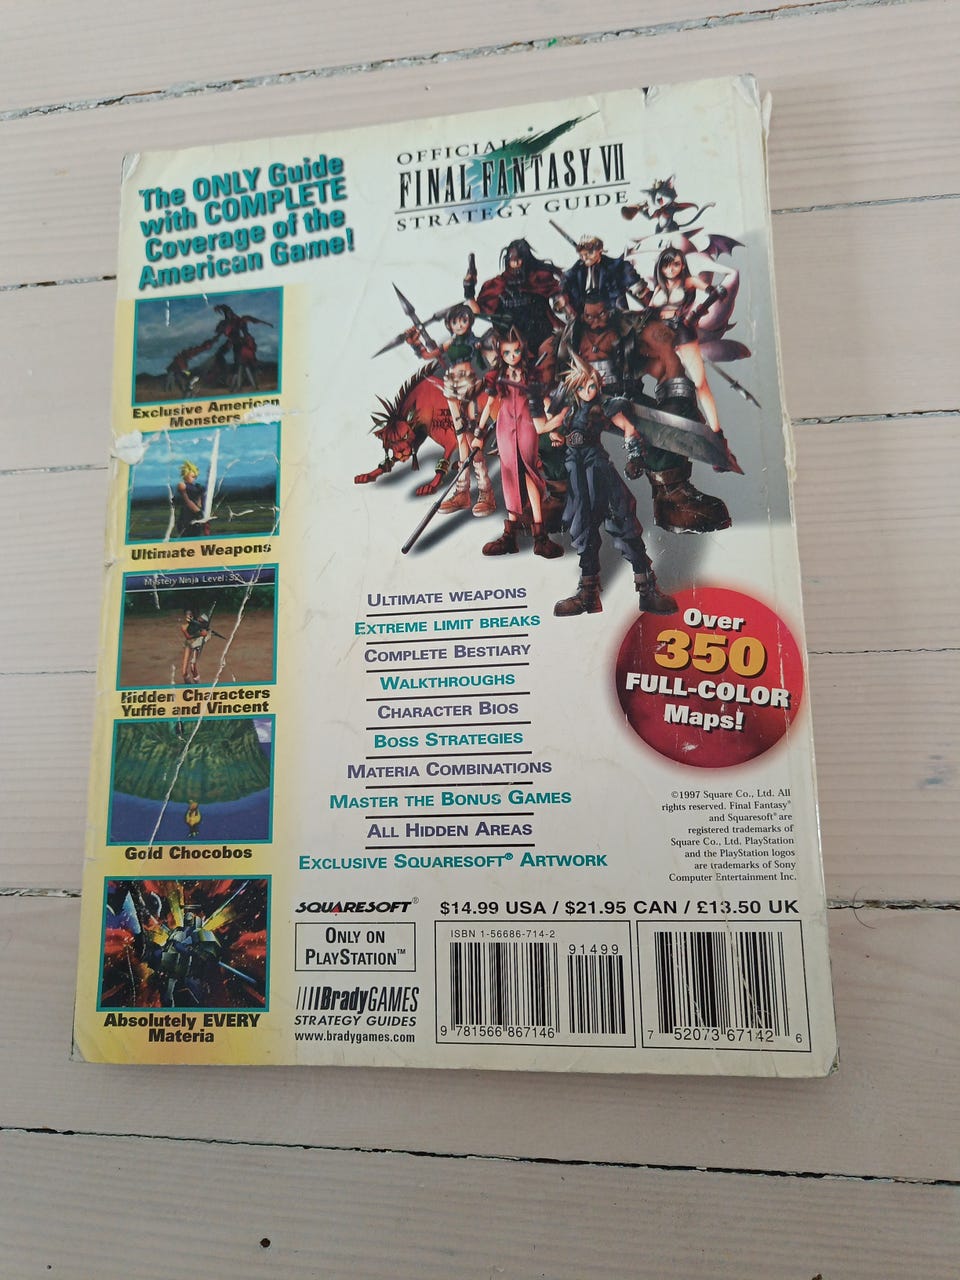 The ONLY Guide
with COMPLETE
Coverage of the
American Game!
OFFICIAL
FINAL FANTASY. VII
STRATEGY GUIDE
Exclusive American
Monsters
Ultimate Weapons
Mystery Ninja Level:32
Hidden Characters
Yuffie and Vincent
Gold Chocobos
Absolutely EVERY
Materia
ULTIMATE WEAPONS
EXTREME LIMIT BREAKS
COMPLETE BESTIARY
WALKTHROUGHS
CHARACTER BIOS
BOSS STRATEGIES
MATERIA COMBINATIONS
MASTER THE BONUS GAMES
ALL HIDDEN AREAS
EXCLUSIVE SQUARESOFT® ARTWORK
Over
350
FULL-COLOR
Maps!
©1997 Square Co., Ltd. All
rights reserved. Final Fantasy®
and Squaresoft® are
registered trademarks of
Square Co., Ltd. PlayStation
and the PlayStation logos
are trademarks of Sony
Computer Entertainment Inc.
SQUARESOFT®
ONLY ON
PLAYSTATION™
BradyGAMES
STRATEGY GUIDES
www.bradygames.com
$14.99 USA / $21.95 CAN / £13.50 UK
ISBN 1-56686-714-2
91499
9 781566 867146
7 52073 67142 6